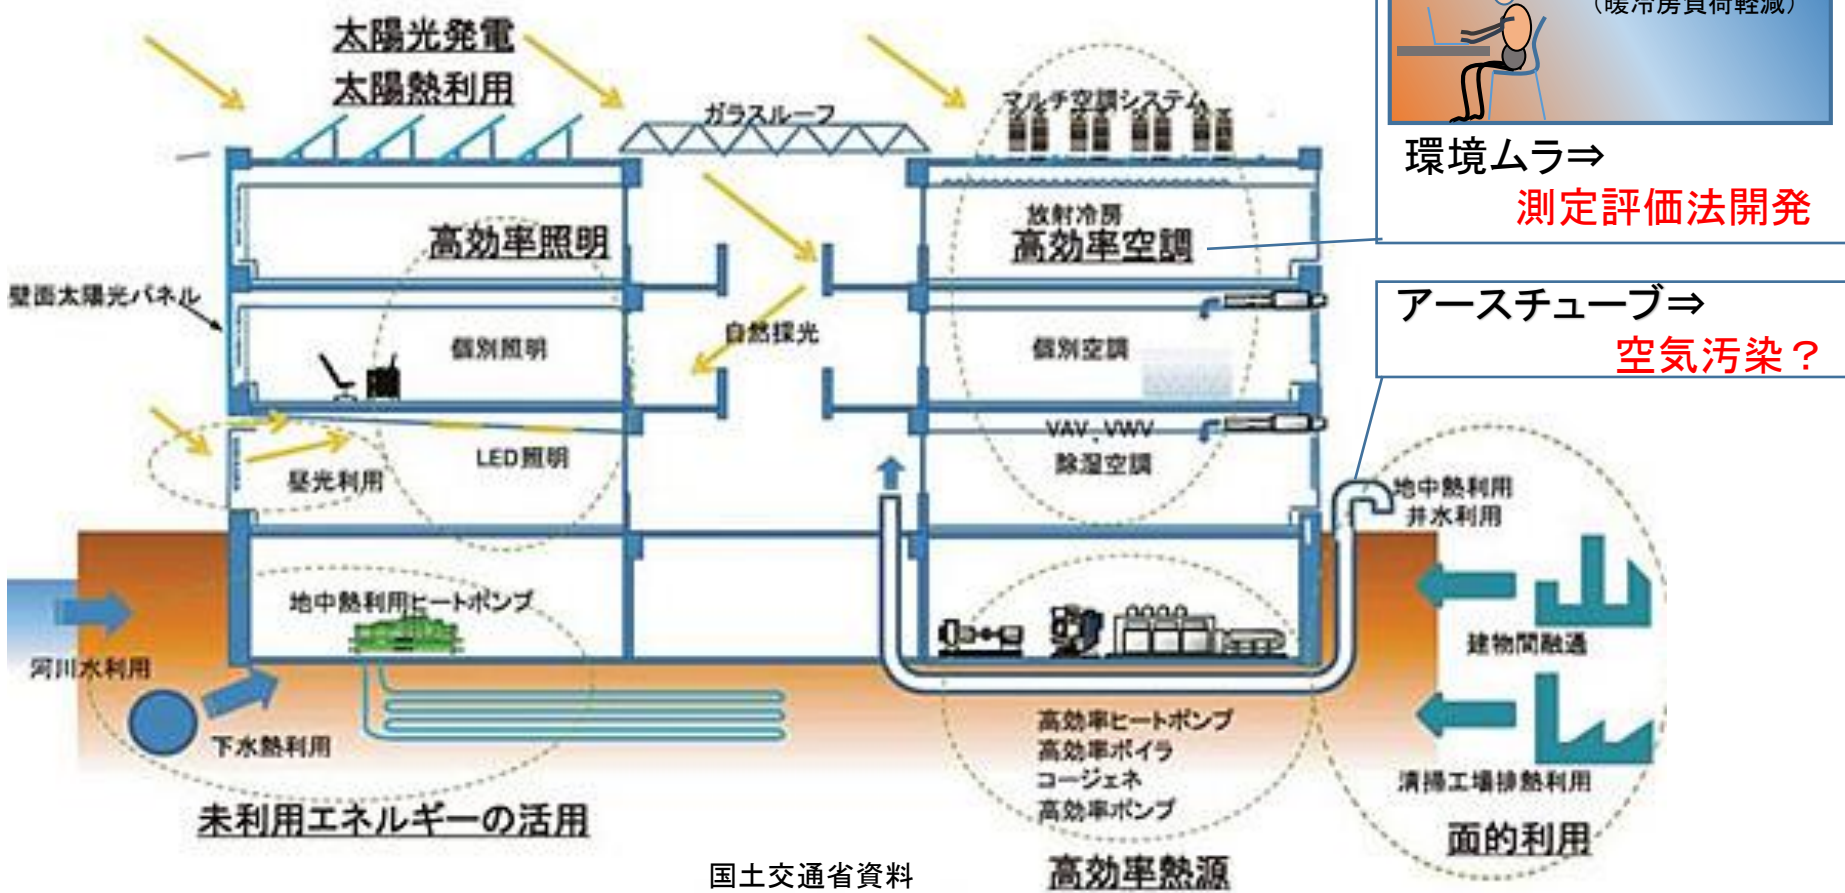 (暖冷房負荷軽減)
環境ムラ⇒
測定評価法開発
アースチューブ⇒
空気汚染？
太陽光発電
太陽熱利用
ガラスルーフ
マルチ空調システム
高効率照明
放射冷房
高効率空調
壁面太陽光パネル
個別照明
自然採光
個別空調
LED照明
昼光利用
VAV、VWV
除湿空調
地中熱利用
井水利用
地中熱利用ヒートポンプ
河川水利用
下水熱利用
建物間融通
高効率ヒートポンプ
高効率ボイラ
コージェネ
高効率ポンプ
清掃工場排熱利用
未利用エネルギーの活用
面的利用
高効率熱源
国土交通省資料